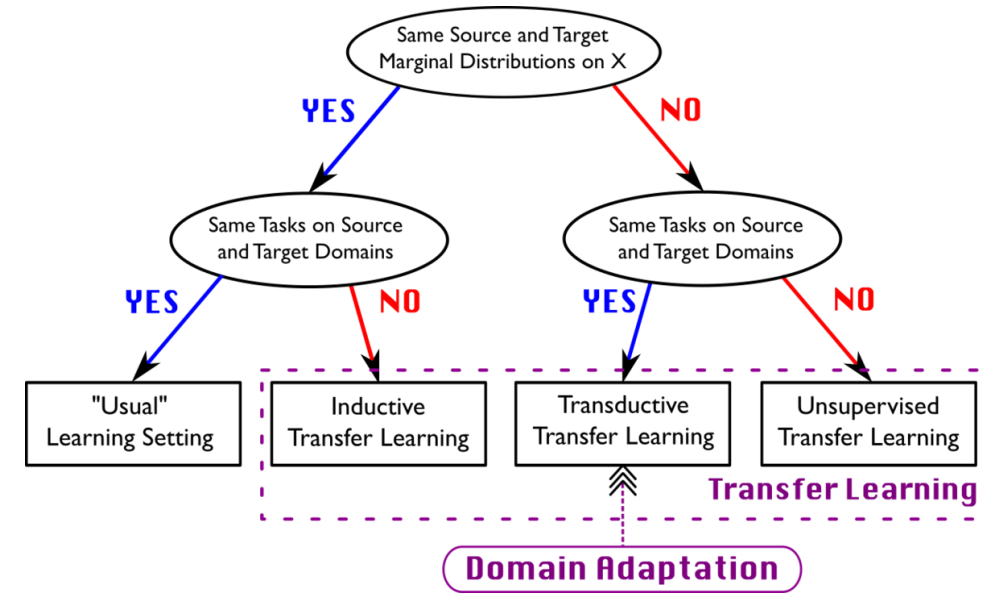 Same Source and Target
Marginal Distributions on X
YES
NO
Same Tasks on Source
and Target Domains
Same Tasks on Source
and Target Domains
YES
NO
YES
NO
"Usual"
Learning Setting
Inductive
Transfer Learning
Transductive
Transfer Learning
Unsupervised
Transfer Learning
Transfer Learning
Domain Adaptation